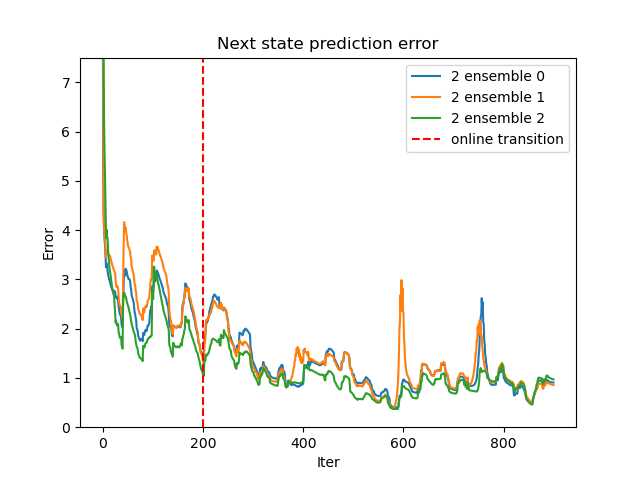 Next state prediction error
7
6
5
4
3
2
1
0
Error
0 200 400 600 800
Iter
2 ensemble 0
2 ensemble 1
2 ensemble 2
online transition